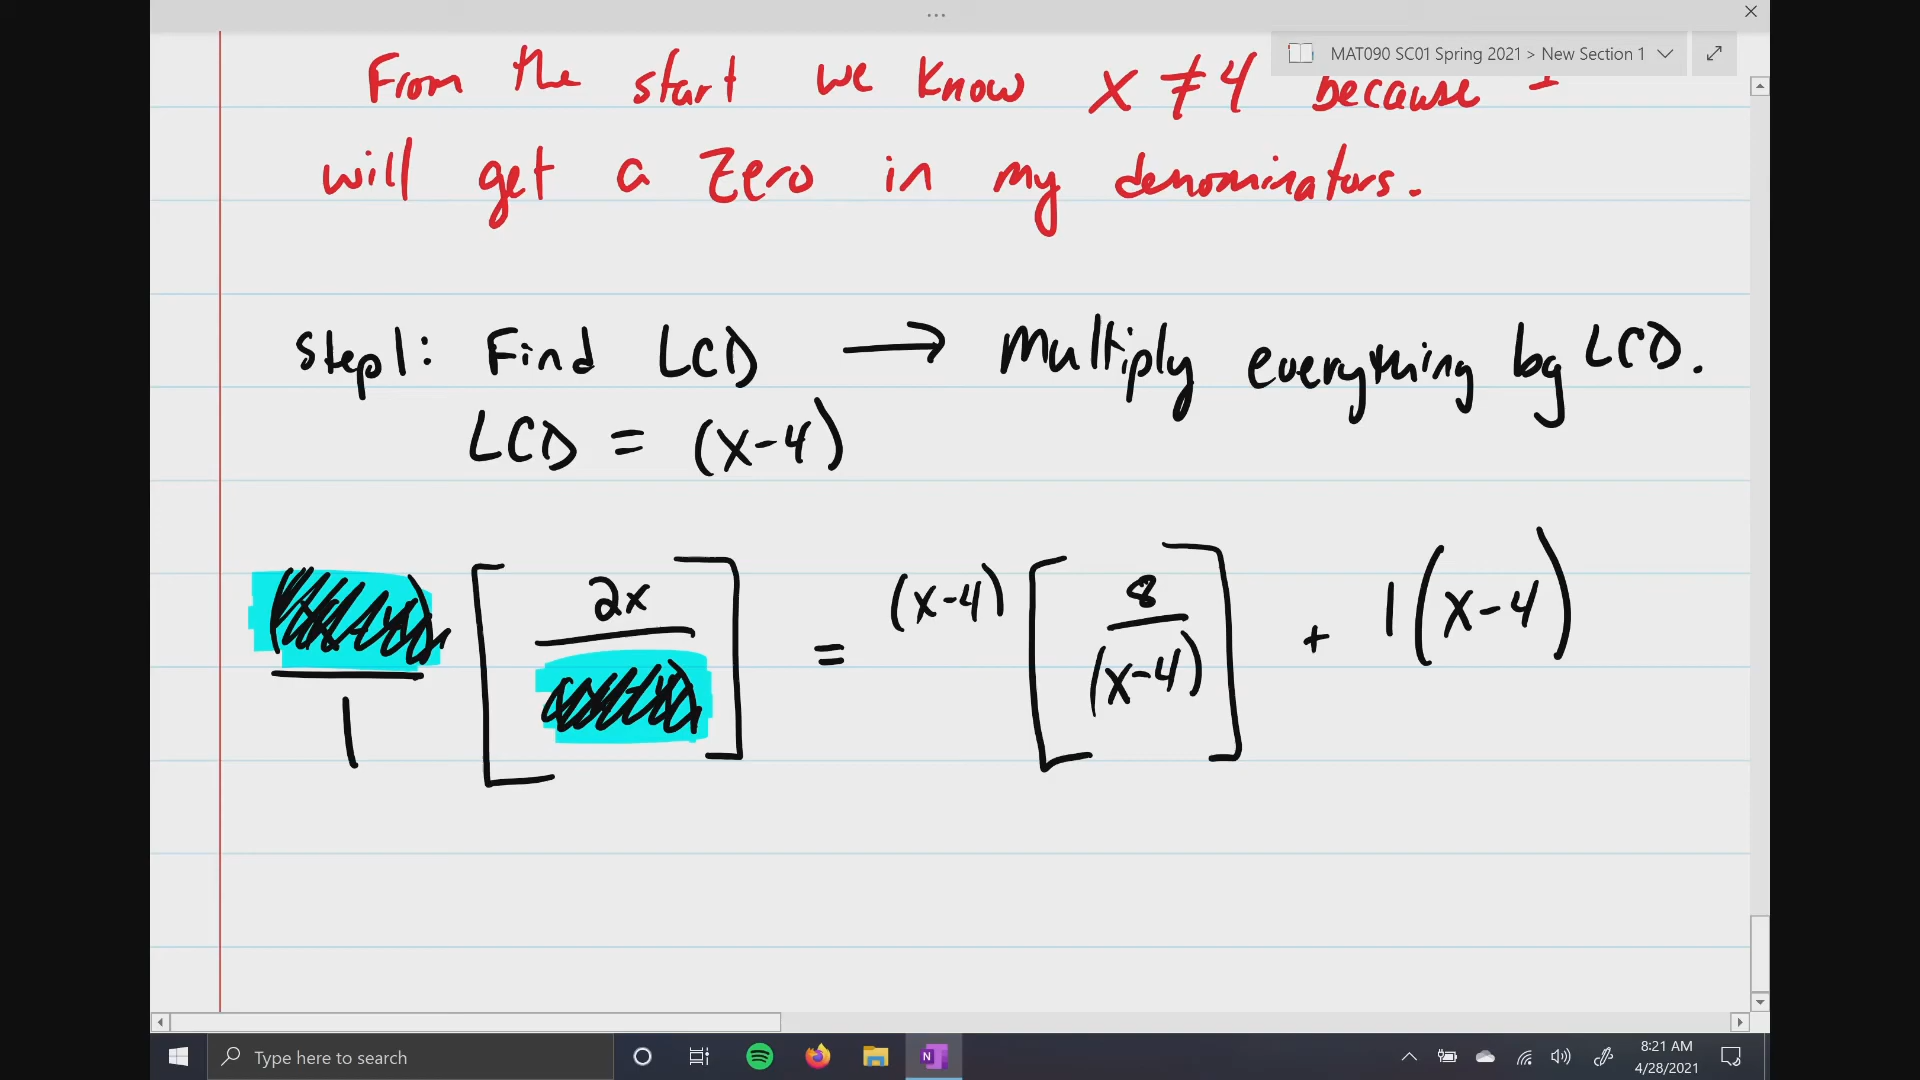 MAT090 SC01 Spring 2021 > New Section 1
From the start we know x ≠ 4 because I
will get a zero in my denominators.
Step1: Find LCD → Multiply everything by LCD.
LCD = (x-4)
/1 [2x/] = (x-4) [8/(x-4)] + 1(x-4)
Type here to search
8:21 AM
4/28/2021